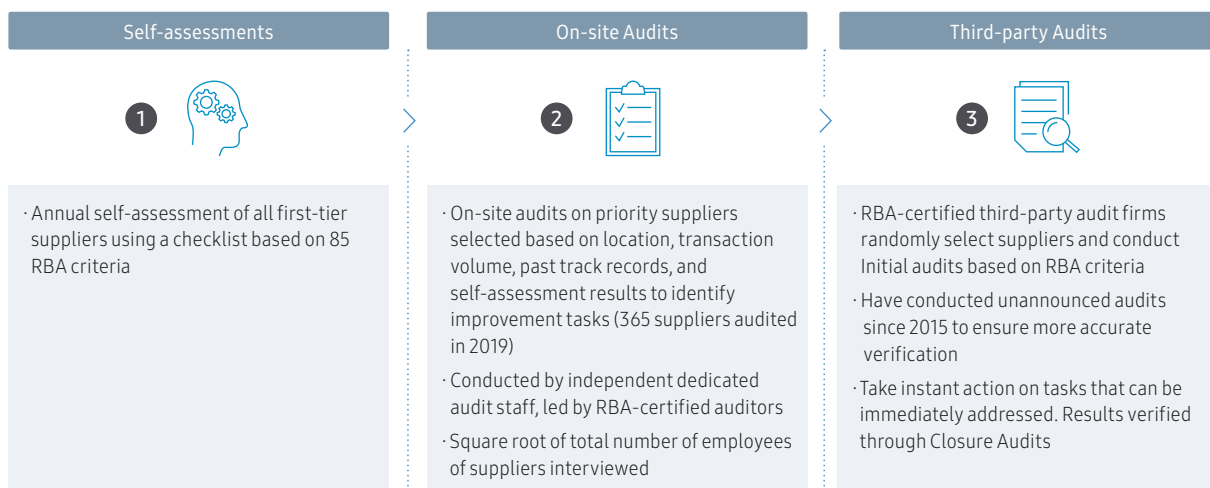 Self-assessments
1
· Annual self-assessment of all first-tier
suppliers using a checklist based on 85
RBA criteria
On-site Audits
2
· On-site audits on priority suppliers
selected based on location, transaction
volume, past track records, and
self-assessment results to identify
improvement tasks (365 suppliers audited
in 2019)
· Conducted by independent dedicated
audit staff, led by RBA-certified auditors
· Square root of total number of employees
of suppliers interviewed
Third-party Audits
3
· RBA-certified third-party audit firms
randomly select suppliers and conduct
Initial audits based on RBA criteria
· Have conducted unannounced audits
since 2015 to ensure more accurate
verification
· Take instant action on tasks that can be
immediately addressed. Results verified
through Closure Audits